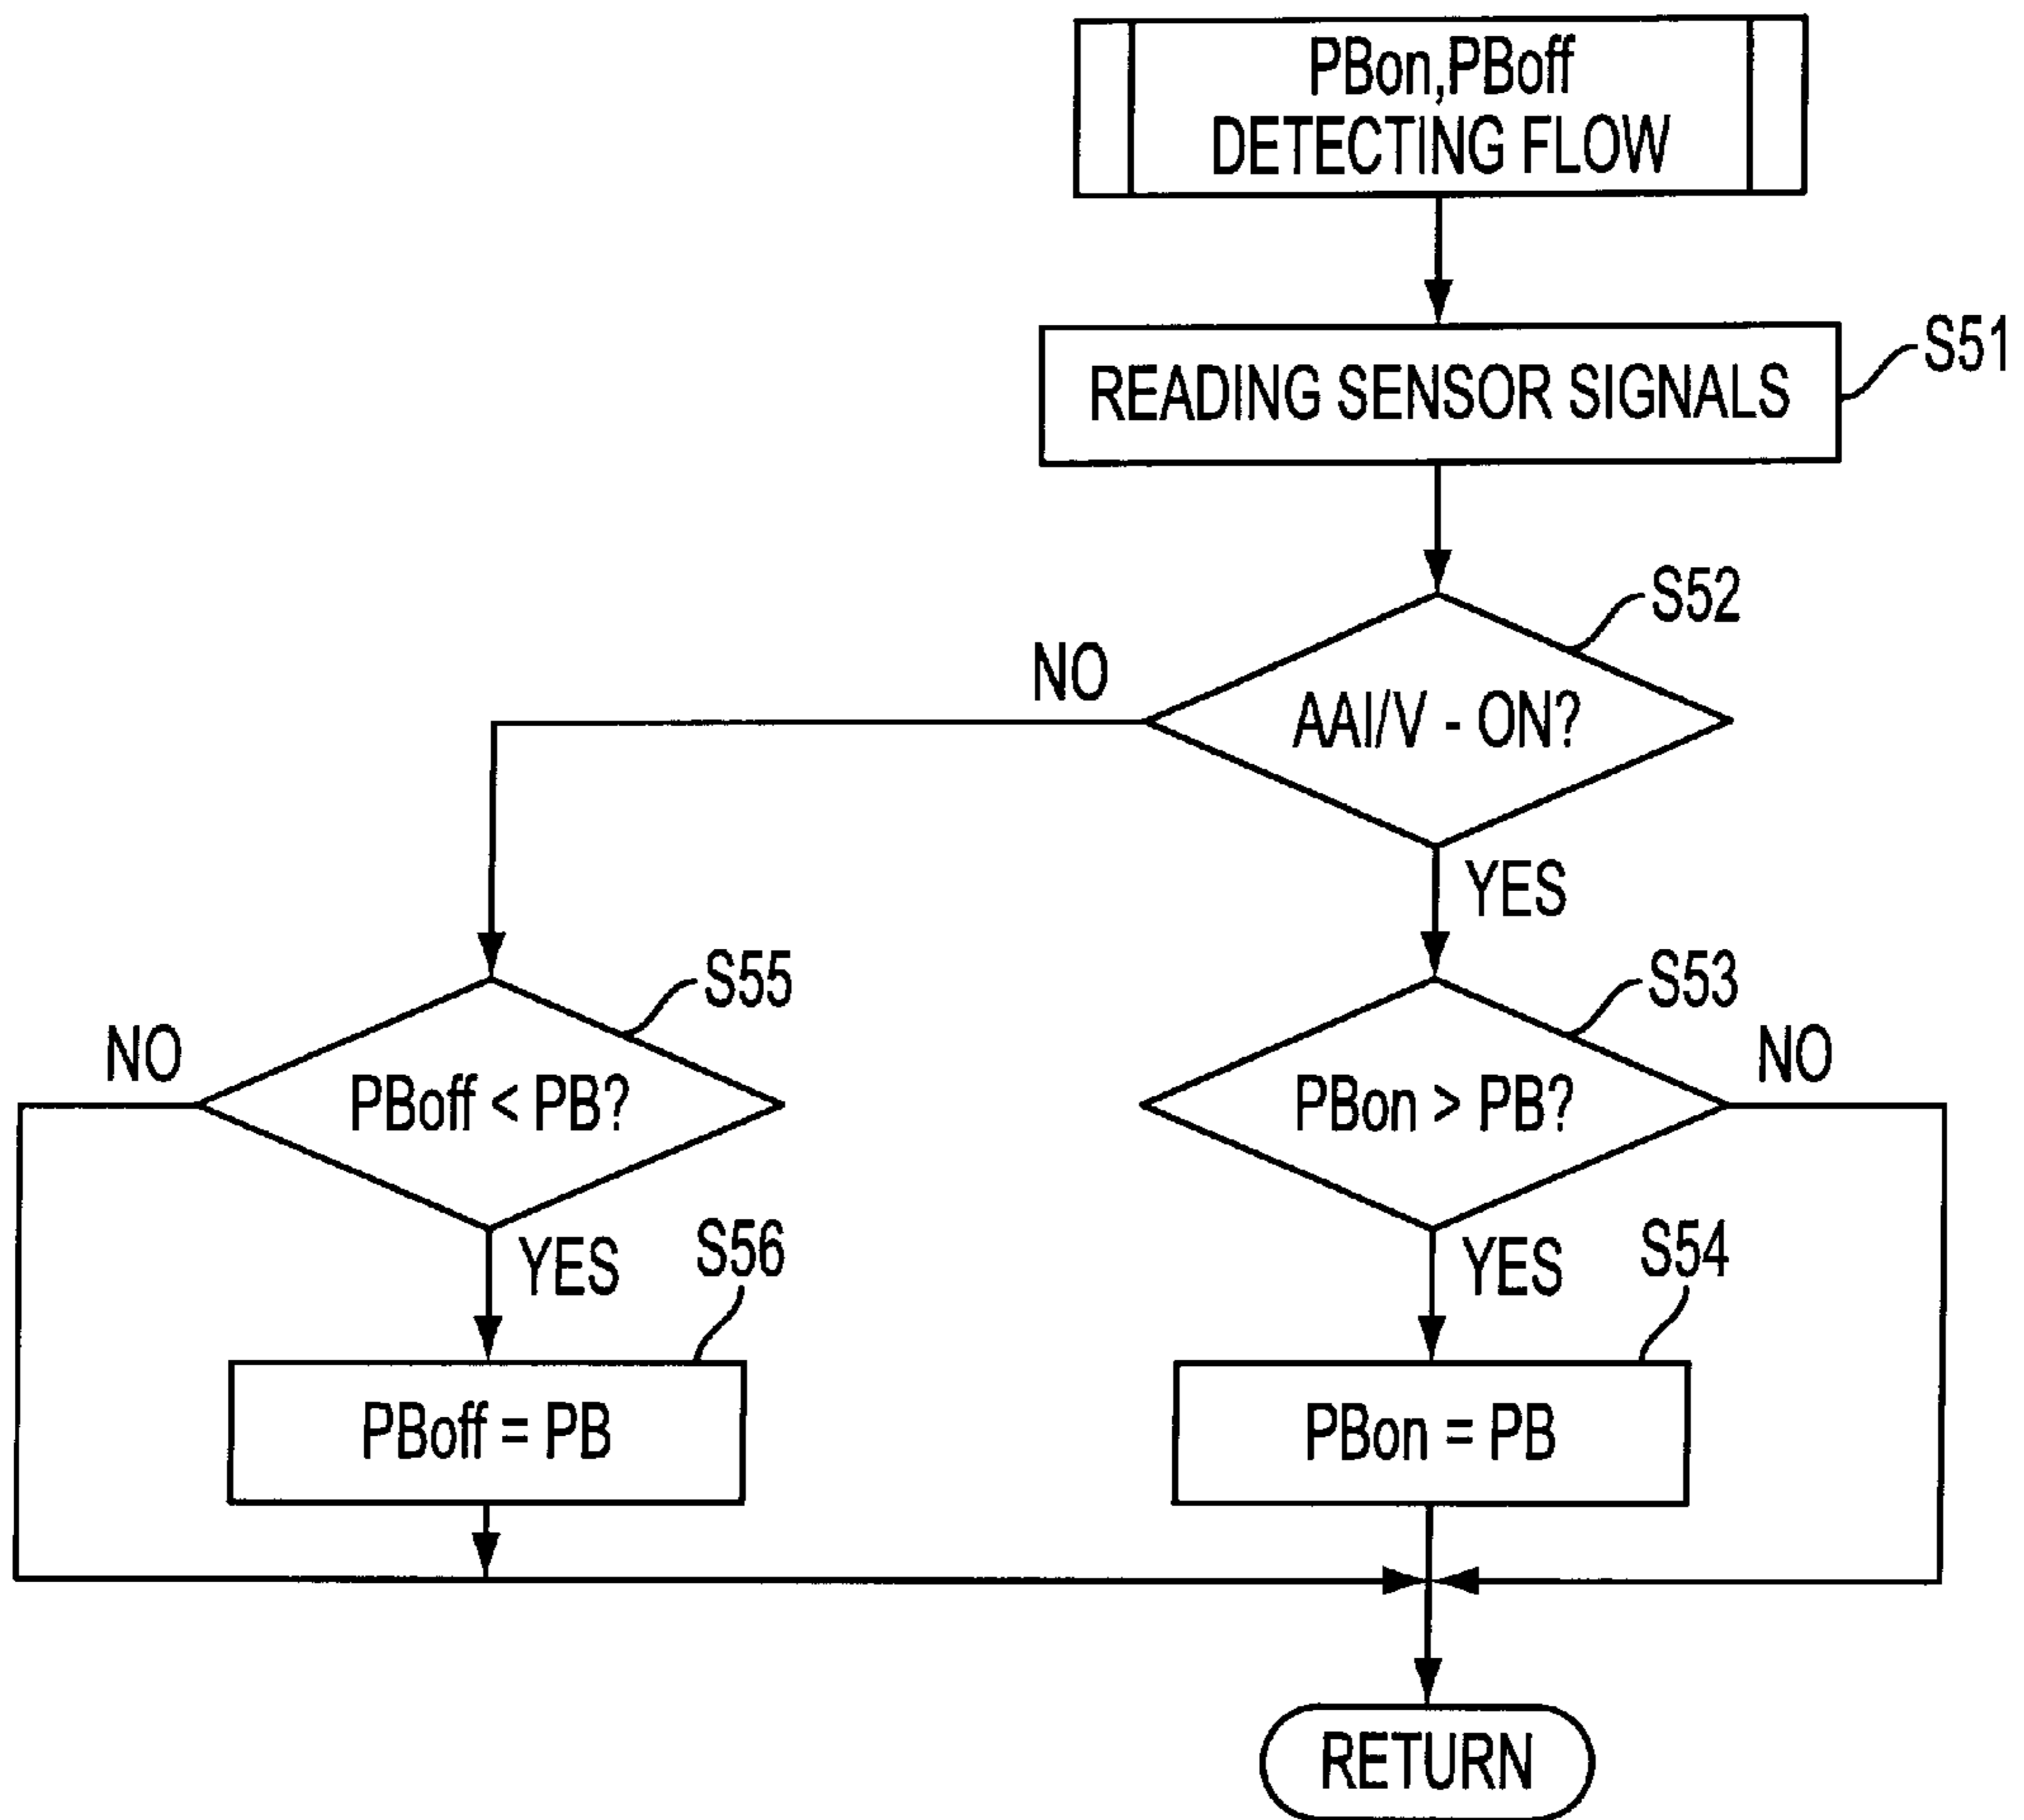 PBon,PBoff
DETECTING FLOW
READING SENSOR SIGNALS
S51
S52
NO
AAI/V - ON?
YES
S55
S53
NO
PBoff < PB?
PBon > PB?
NO
YES
S56
YES
S54
PBoff = PB
PBon = PB
RETURN